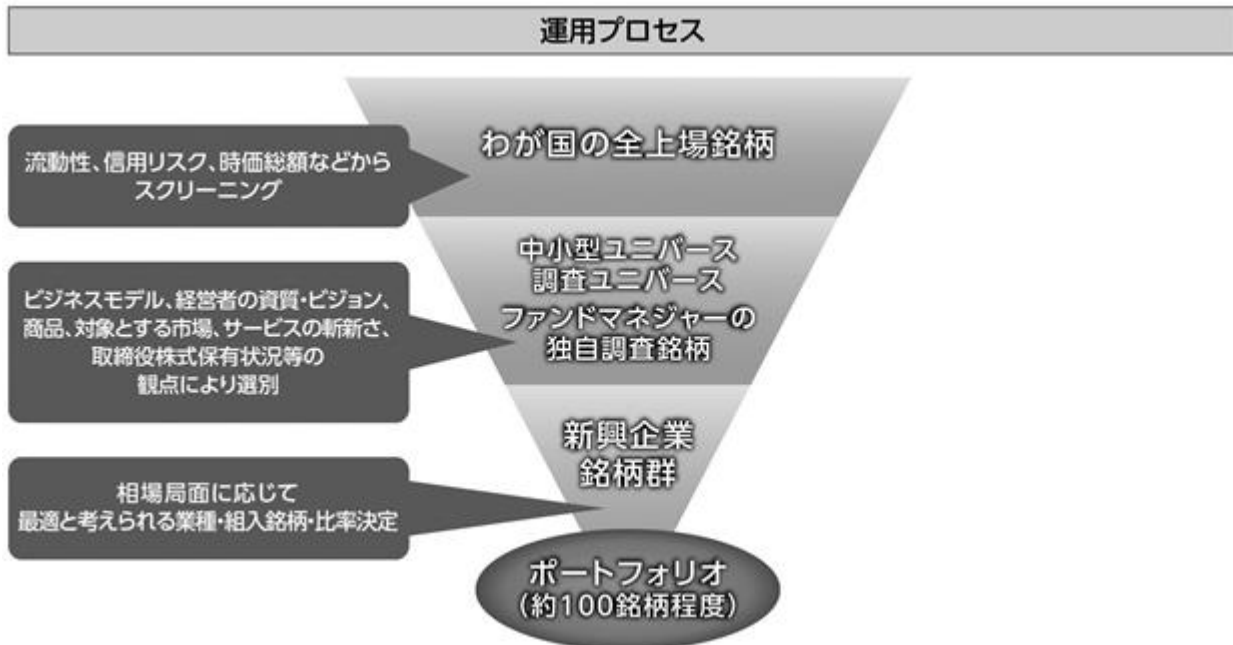 運用プロセス
わが国の全上場銘柄
流動性、信用リスク、時価総額などから
スクリーニング
中小型ユニバース
調査ユニバース
ファンドマネジャーの
独自調査銘柄
ビジネスモデル、経営者の資質・ビジョン、
商品、対象とする市場、サービスの斬新さ、
取締役株式保有状況等の
観点により選別
新興企業
銘柄群
相場局面に応じて
最適と考えられる業種・組入銘柄・比率決定
ポートフォリオ
(約100銘柄程度)